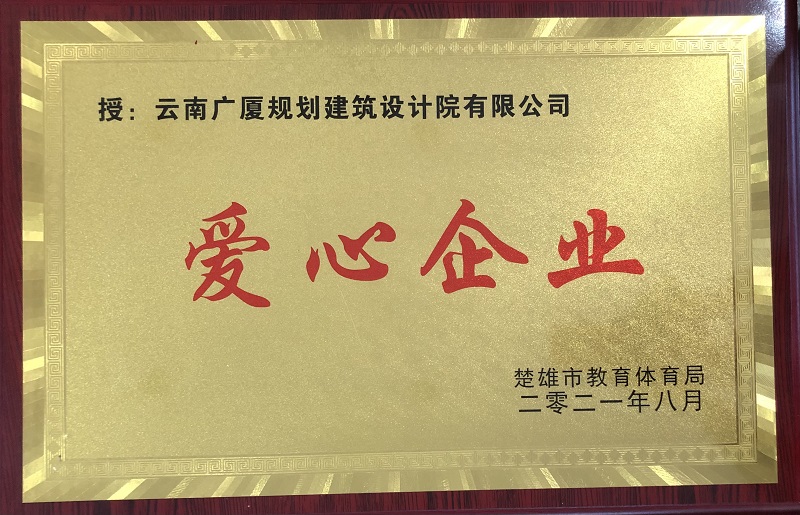 授：云南广厦规划建筑设计院有限公司
爱心企业
楚雄市教育体育局
二零二一年八月